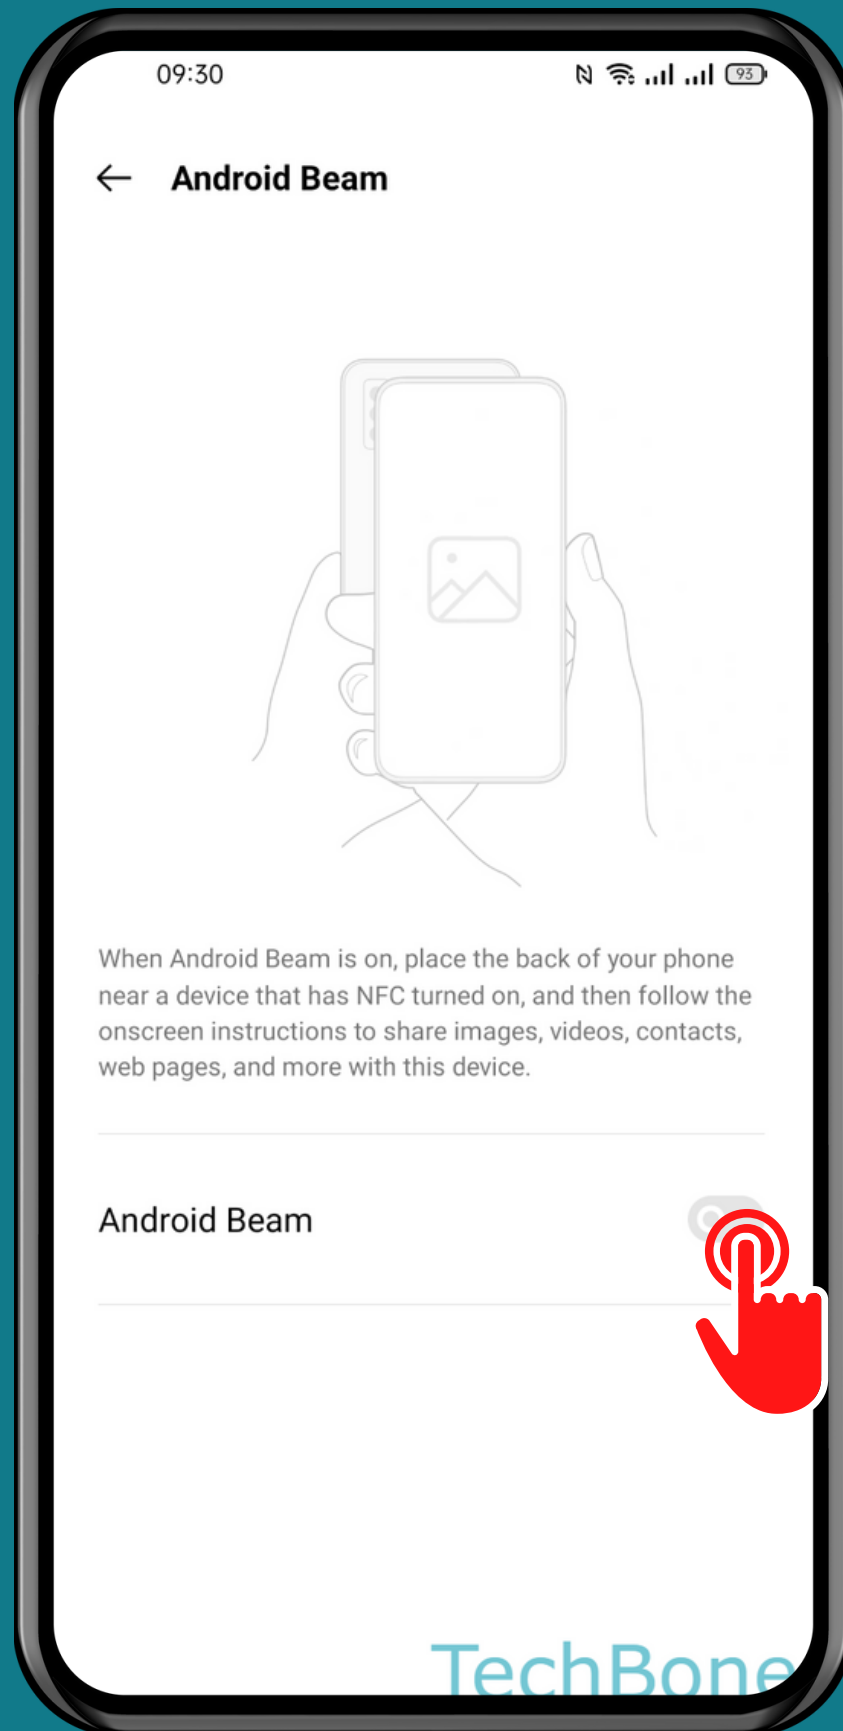 09:30 93
Android Beam
When Android Beam is on, place the back of your phone
near a device that has NFC turned on, and then follow the
onscreen instructions to share images, videos, contacts,
web pages, and more with this device.
Android Beam
TechBone